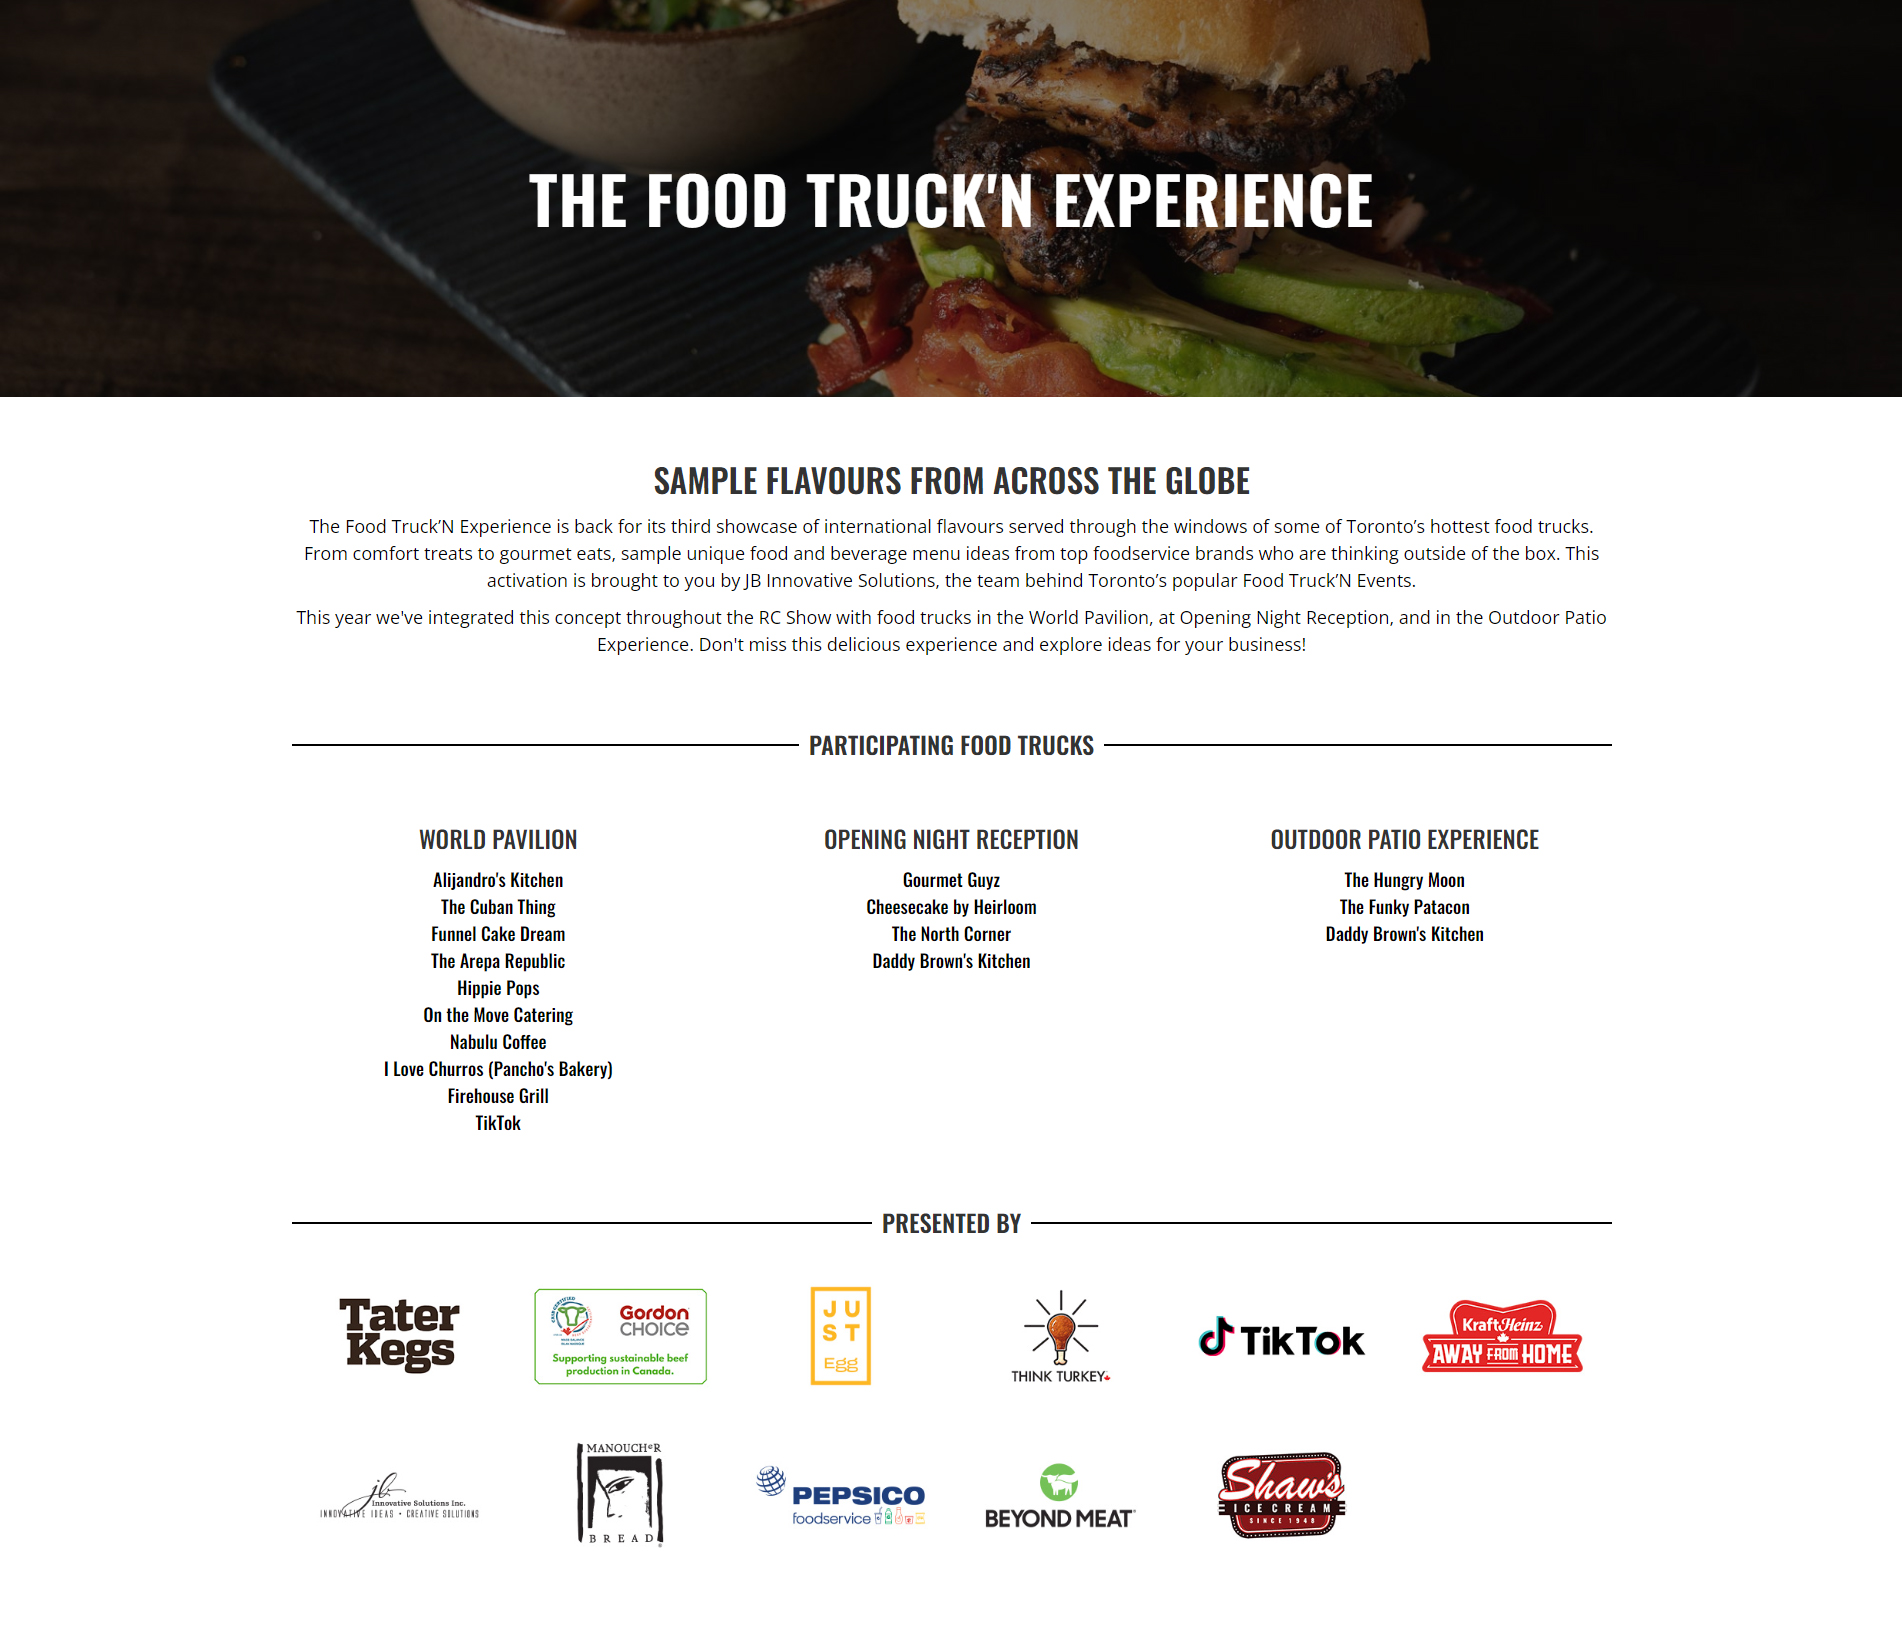 THE FOOD TRUCK'N EXPERIENCE
SAMPLE FLAVOURS FROM ACROSS THE GLOBE
The Food Truck’N Experience is back for its third showcase of international flavours served through the windows of some of Toronto’s hottest food trucks.
From comfort treats to gourmet eats, sample unique food and beverage menu ideas from top foodservice brands who are thinking outside of the box. This
activation is brought to you by JB Innovative Solutions, the team behind Toronto’s popular Food Truck’N Events.
This year we've integrated this concept throughout the RC Show with food trucks in the World Pavilion, at Opening Night Reception, and in the Outdoor Patio
Experience. Don't miss this delicious experience and explore ideas for your business!
PARTICIPATING FOOD TRUCKS
WORLD PAVILION
Alijandro's Kitchen
The Cuban Thing
Funnel Cake Dream
The Arepa Republic
Hippie Pops
On the Move Catering
Nabulu Coffee
I Love Churros (Pancho's Bakery)
Firehouse Grill
TikTok
OPENING NIGHT RECEPTION
Gourmet Guyz
Cheesecake by Heirloom
The North Corner
Daddy Brown's Kitchen
OUTDOOR PATIO EXPERIENCE
The Hungry Moon
The Funky Patacon
Daddy Brown's Kitchen
PRESENTED BY
Tater
Kegs
Gordon
CHOICE
Supporting sustainable beef
production in Canada.
JU
ST
Egg
THINK TURKEY
TikTok
KraftHeinz
AWAY FROM HOME
jb
Innovative Solutions Inc.
INNOVATIVE IDEAS • CREATIVE SOLUTIONS
MANOUCHeR
BREAD
PEPSICO
foodservice
BEYOND MEAT
Shaw's
ICE CREAM
SINCE 1948